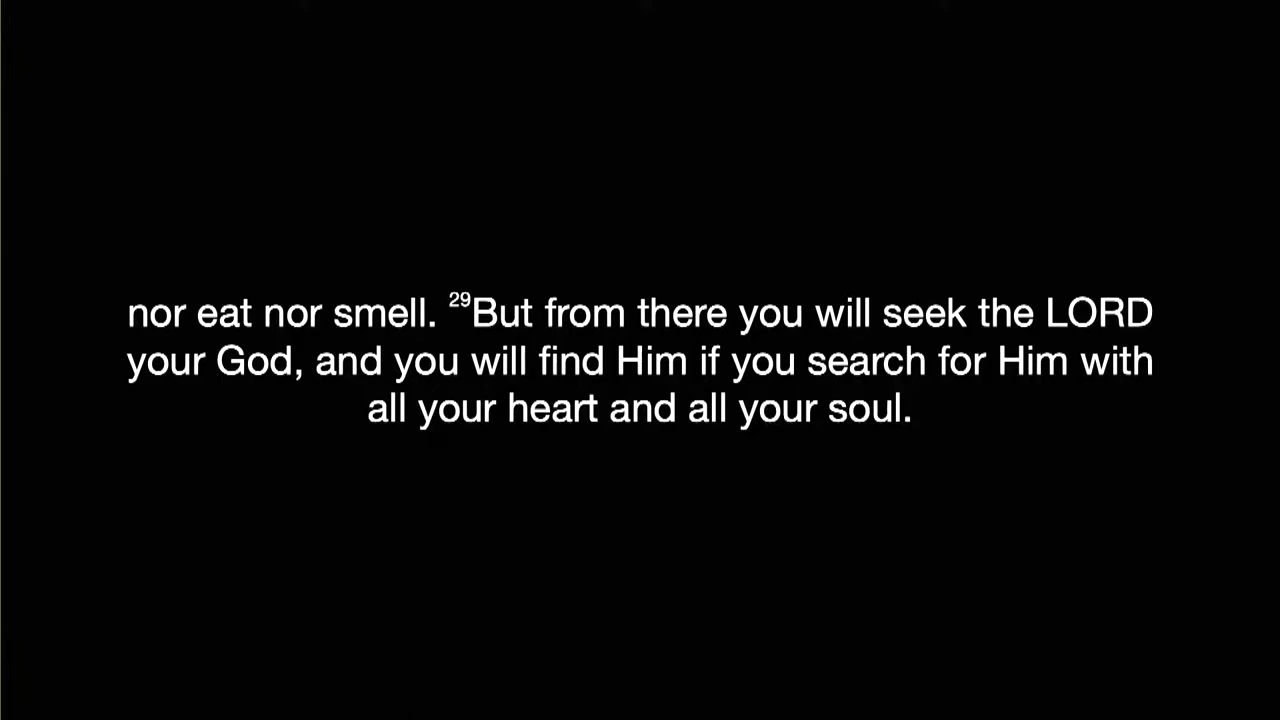 nor eat nor smell. ²⁹But from there you will seek the LORD
your God, and you will find Him if you search for Him with
all your heart and all your soul.